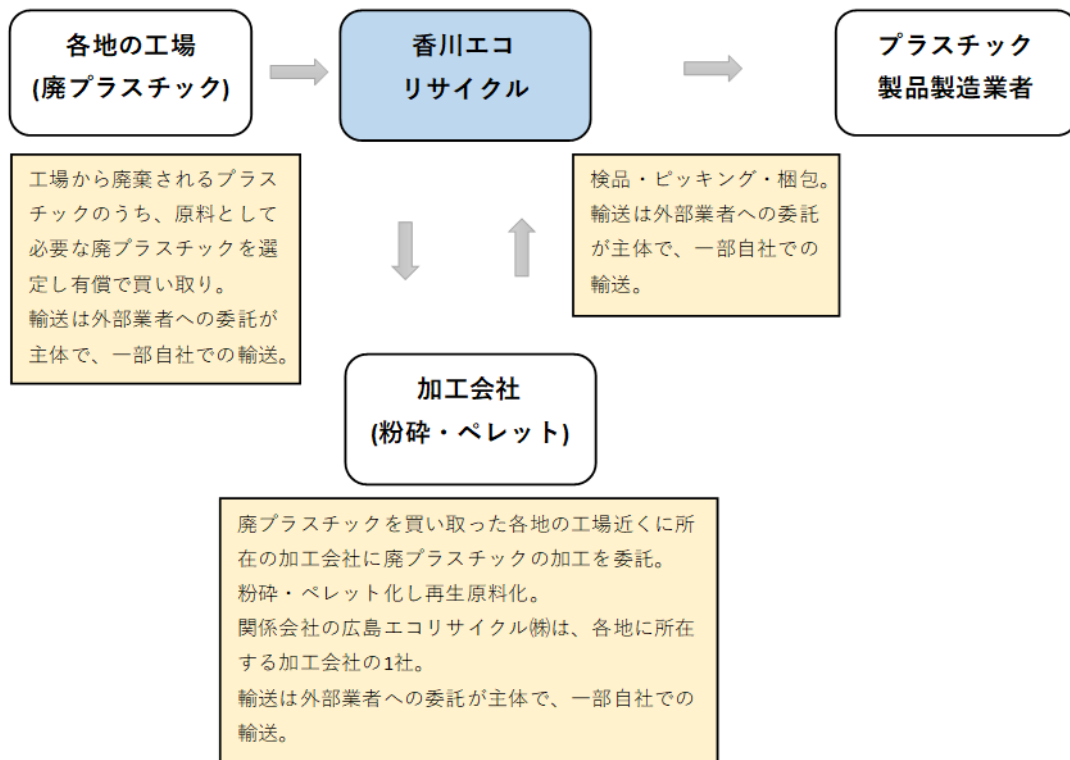 各地の工場
(廃プラスチック)
香川エコ
リサイクル
プラスチック
製品製造業者
工場から廃棄されるプラス
チックのうち、原料として
必要な廃プラスチックを選
定し有償で買い取り。
輸送は外部業者への委託が
主体で、一部自社での輸送。
検品・ピッキング・梱包。
輸送は外部業者への委託
が主体で、一部自社での
輸送。
加工会社
(粉砕・ペレット)
廃プラスチックを買い取った各地の工場近くに所
在の加工会社に廃プラスチックの加工を委託。
粉砕・ペレット化し再生原料化。
関係会社の広島エコリサイクル㈱は、各地に所在
する加工会社の1社。
輸送は外部業者への委託が主体で、一部自社での
輸送。